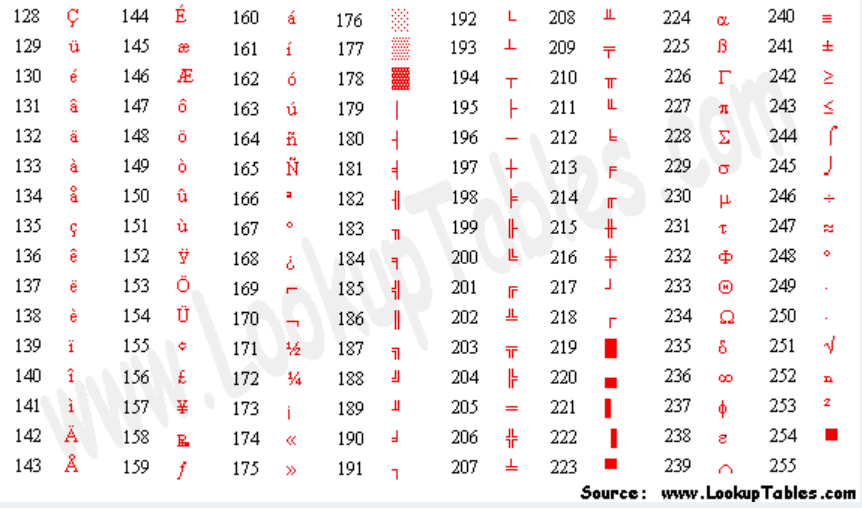 128 Ç 144 É 160 á 176 ░ 192 └ 208 ╨ 224 α 240 ≡
129 ü 145 æ 161 í 177 ▒ 193 ┴ 209 ╤ 225 ß 241 ±
130 é 146 Æ 162 ó 178 ▓ 194 ┬ 210 ╥ 226 Γ 242 ≥
131 â 147 ô 163 ú 179 │ 195 ├ 211 ╙ 227 π 243 ≤
132 ä 148 ö 164 ñ 180 ┤ 196 ─ 212 ╘ 228 Σ 244 ⌠
133 à 149 ò 165 Ñ 181 ╡ 197 ┼ 213 ╒ 229 σ 245 ⌡
134 å 150 û 166 ª 182 ╢ 198 ╞ 214 ╓ 230 µ 246 ÷
135 ç 151 ù 167 º 183 ╖ 199 ╟ 215 ╫ 231 τ 247 ≈
136 ê 152 ÿ 168 ¿ 184 ╕ 200 ╚ 216 ╪ 232 Φ 248 °
137 ë 153 Ö 169 ⌐ 185 ╣ 201 ╔ 217 ┘ 233 Θ 249 ∙
138 è 154 Ü 170 ¬ 186 ║ 202 ╩ 218 ┌ 234 Ω 250 ·
139 ï 155 ¢ 171 ½ 187 ╗ 203 ╦ 219 █ 235 δ 251 √
140 î 156 £ 172 ¼ 188 ╝ 204 ╠ 220 ▄ 236 ∞ 252 ⁿ
141 ì 157 ¥ 173 ¡ 189 ╜ 205 ═ 221 ▌ 237 φ 253 ²
142 Ä 158 ₧ 174 « 190 ╛ 206 ╬ 222 ▐ 238 ε 254 ■
143 Å 159 ƒ 175 » 191 ┐ 207 ╧ 223 ▀ 239 ∩ 255
Source: www.LookupTables.com
www.LookupTables.com